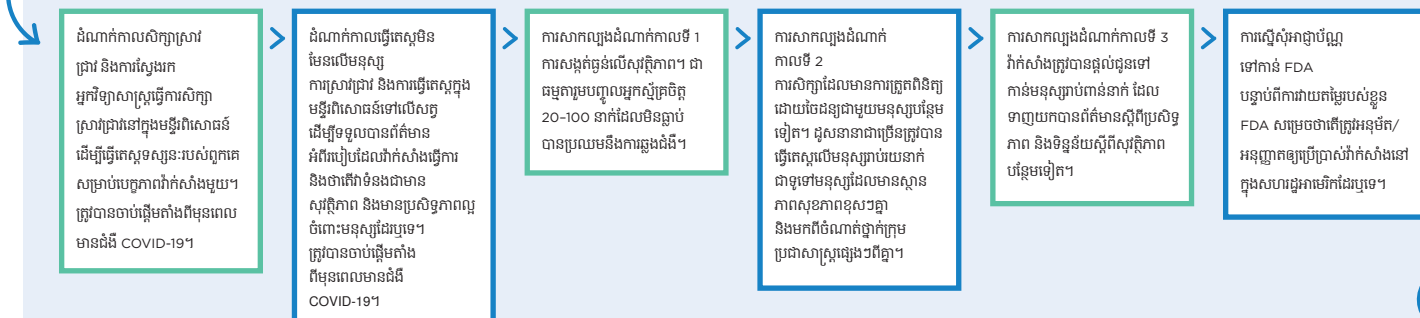 ដំណាក់កាលសិក្សាស្រាវ
ជ្រាវ និងការស្វែងរក
អ្នកវិទ្យាសាស្ត្រធ្វើការសិក្សា
ស្រាវជ្រាវនៅក្នុងមន្ទីរពិសោធន៍
ដើម្បីធ្វើតេស្តទស្សនៈរបស់ពួកគេ
សម្រាប់បេក្ខភាពវ៉ាក់សាំងមួយ។
ត្រូវបានចាប់ផ្តើមតាំងពីមុនពេល
មានជំងឺ COVID-19។
ដំណាក់កាលធ្វើតេស្តមិន
មែនលើមនុស្ស
ការស្រាវជ្រាវ និងការធ្វើតេស្តក្នុង
មន្ទីរពិសោធន៍ទៅលើសត្វ
ដើម្បីទទួលបានព័ត៌មាន
អំពីរបៀបដែលវ៉ាក់សាំងធ្វើការ
និងថាតើវាទំនងជាមាន
សុវត្ថិភាព និងមានប្រសិទ្ធភាពល្អ
ចំពោះមនុស្សដែរឬទេ។
ត្រូវបានចាប់ផ្តើមតាំង
ពីមុនពេលមានជំងឺ
COVID-19។
ការសាកល្បងដំណាក់កាលទី 1
ការសង្កត់ធ្ងន់លើសុវត្ថិភាព។ ជា
ធម្មតារួមបញ្ចូលអ្នកស្ម័គ្រចិត្ត
20-100 នាក់ដែលមិនធ្លាប់
បានប្រឈមនឹងការឆ្លងជំងឺ។
ការសាកល្បងដំណាក់
កាលទី 2
ការសិក្សាដែលមានការត្រួតពិនិត្យ
ដោយចៃដន្យជាមួយមនុស្សបន្ថែម
ទៀត។ ដូសនានាជាច្រើនត្រូវបាន
ធ្វើតេស្តលើមនុស្សរាប់រយនាក់
ជាទូទៅមនុស្សដែលមានស្ថាន
ភាពសុខភាពខុសៗគ្នា
និងមកពីចំណាត់ថ្នាក់ក្រុម
ប្រជាសាស្ត្រផ្សេងៗពីគ្នា។
ការសាកល្បងដំណាក់កាលទី 3
វ៉ាក់សាំងត្រូវបានផ្តល់ជូនទៅ
កាន់មនុស្សរាប់ពាន់នាក់ ដែល
ទាញយកបានព័ត៌មានស្តីពីប្រសិទ្ធ
ភាព និងទិន្នន័យស្តីពីសុវត្ថិភាព
បន្ថែមទៀត។
ការស្នើសុំអាជ្ញាប័ណ្ណ
ទៅកាន់ FDA
បន្ទាប់ពីការវាយតម្លៃរបស់ខ្លួន
FDA សម្រេចថាតើត្រូវអនុម័ត/
អនុញ្ញាតឲ្យប្រើប្រាស់វ៉ាក់សាំងនៅ
ក្នុងសហរដ្ឋអាមេរិកដែរឬទេ។